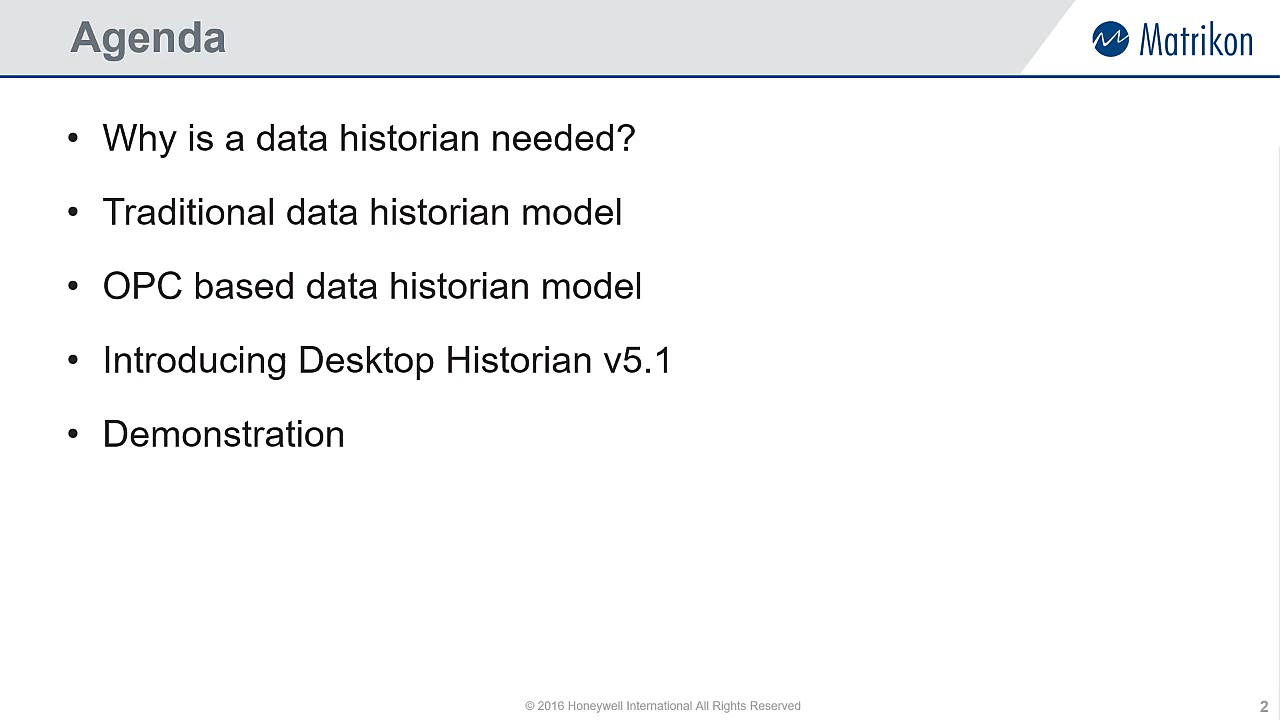 Agenda
Matrikon
• Why is a data historian needed?
• Traditional data historian model
• OPC based data historian model
• Introducing Desktop Historian v5.1
• Demonstration
© 2016 Honeywell International All Rights Reserved
2